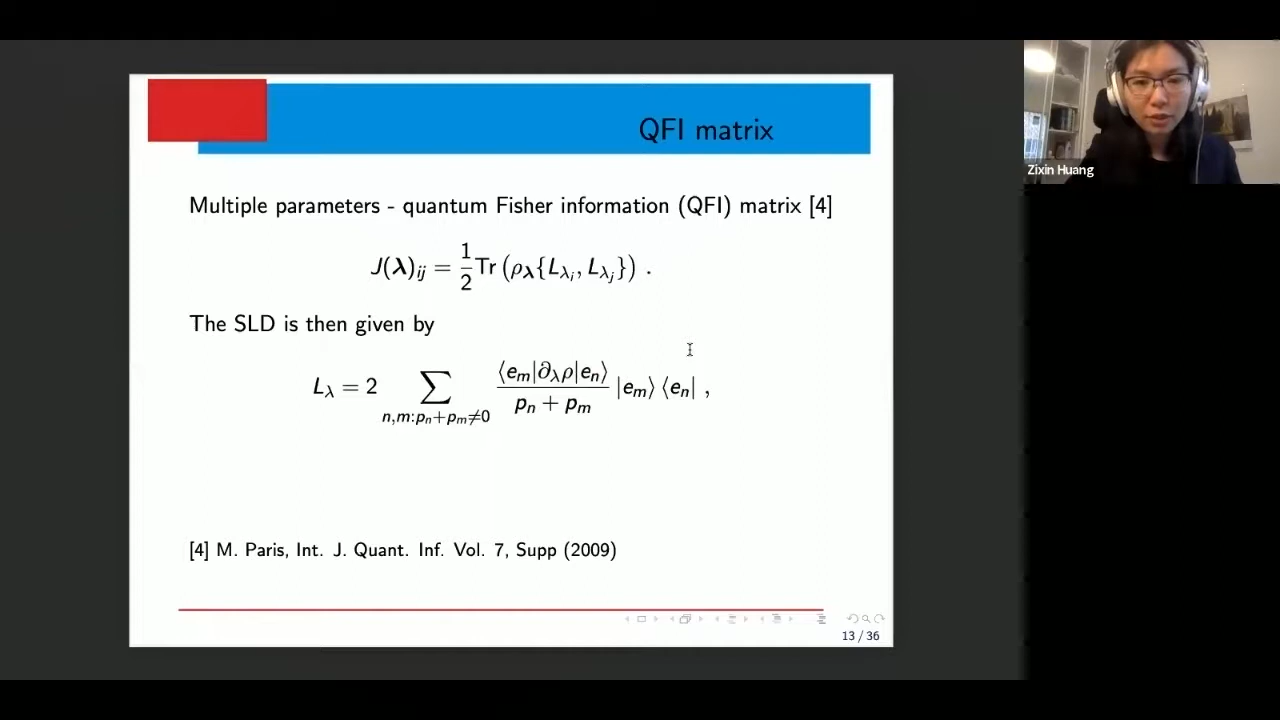 QFI matrix
Zixin Huang
Multiple parameters - quantum Fisher information (QFI) matrix [4]
J(λ)ᵢⱼ = 1/2 Tr (ρ_λ{L_λᵢ, L_λⱼ}) .
The SLD is then given by
L_λ = 2 ∑_{n,m:pₙ+pₘ≠0} ⟨eₘ|∂_λρ|eₙ⟩ / (pₙ + pₘ) |eₘ⟩ ⟨eₙ| ,
[4] M. Paris, Int. J. Quant. Inf. Vol. 7, Supp (2009)
13 / 36